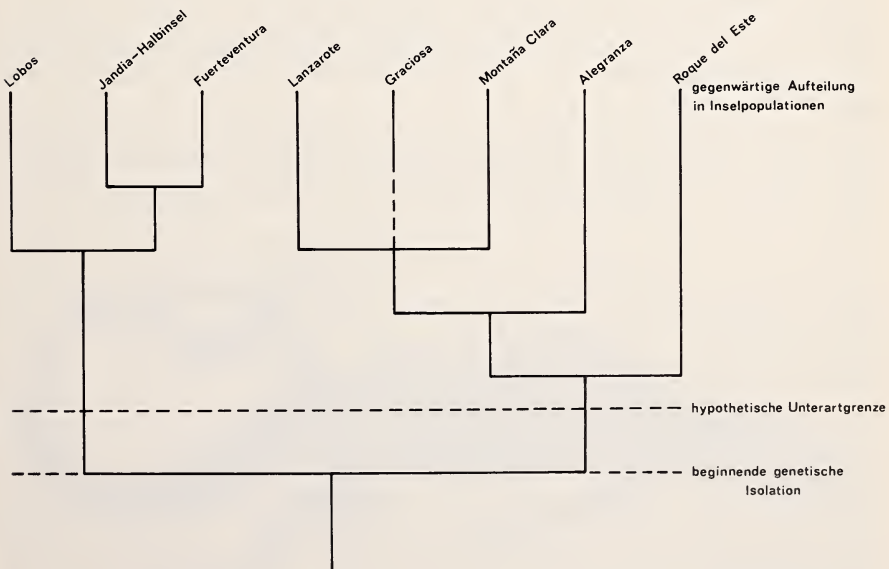 Lobos
Jandia-Halbinsel
Fuerteventura
Lanzarote
Graciosa
Montaña Clara
Alegranza
Roque del Este
gegenwärtige Aufteilung
in Inselpopulationen
hypothetische Unterartgrenze
beginnende genetische
Isolation